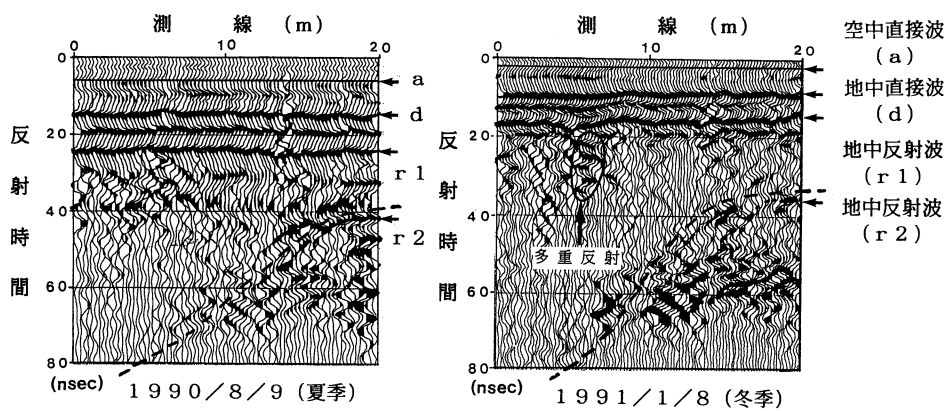 測線(m)
0 10 20
0
20
40
60
80
反射時間
(nsec)
a
d
r1
r2
1990/8/9(夏季)
測線(m)
0 10 20
0
20
40
60
80
反射時間
(nsec)
多重反射
1991/1/8(冬季)
空中直接波
(a)
地中直接波
(d)
地中反射波
(r1)
地中反射波
(r2)